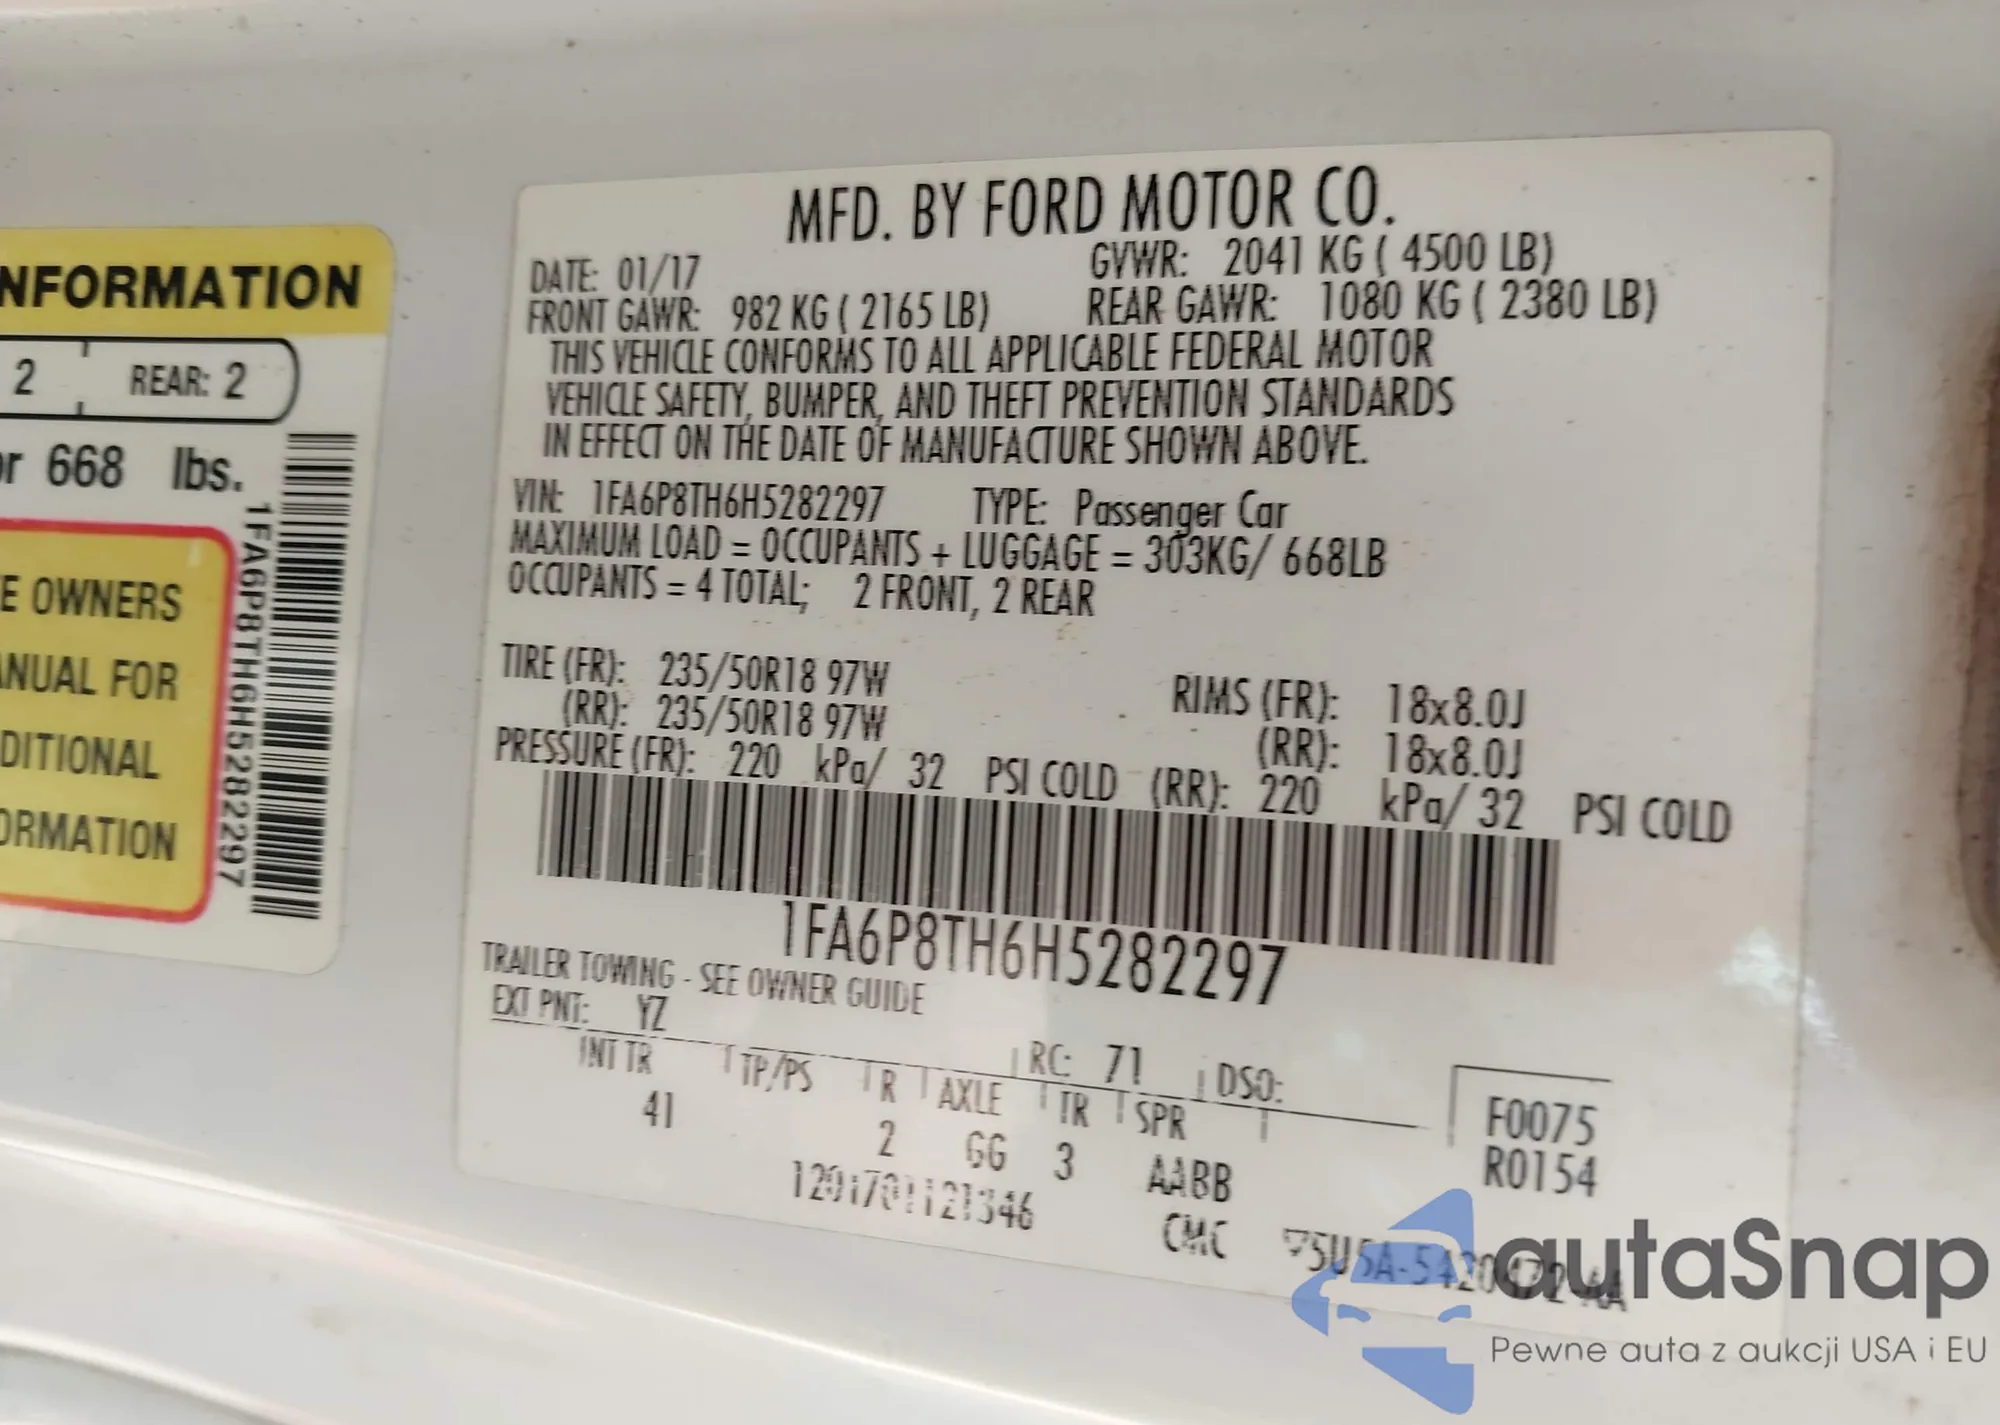 NFORMATION
2 REAR: 2
or 668 lbs.
E OWNERS
ANUAL FOR
DITIONAL
ORMATION
1FA6P8TH6H5282297
MFD. BY FORD MOTOR CO.
DATE: 01/17 GVWR: 2041 KG ( 4500 LB)
FRONT GAWR: 982 KG ( 2165 LB) REAR GAWR: 1080 KG ( 2380 LB)
THIS VEHICLE CONFORMS TO ALL APPLICABLE FEDERAL MOTOR
VEHICLE SAFETY, BUMPER, AND THEFT PREVENTION STANDARDS
IN EFFECT ON THE DATE OF MANUFACTURE SHOWN ABOVE.
VIN: 1FA6P8TH6H5282297 TYPE: Passenger Car
MAXIMUM LOAD = OCCUPANTS + LUGGAGE = 303KG/ 668LB
OCCUPANTS = 4 TOTAL; 2 FRONT, 2 REAR
TIRE (FR): 235/50R18 97W RIMS (FR): 18x8.0J
(RR): 235/50R18 97W (RR): 18x8.0J
PRESSURE (FR): 220 kPa/ 32 PSI COLD (RR): 220 kPa/ 32 PSI COLD
1FA6P8TH6H5282297
TRAILER TOWING - SEE OWNER GUIDE
EXT PNT: YZ RC: 71 DSO:
INT TR TP/PS R AXLE TR SPR
41 2 GG 3 AABB
F0075
R0154
1201701121346 CMC
autaSnap
Pewne auta z aukcji USA i EU